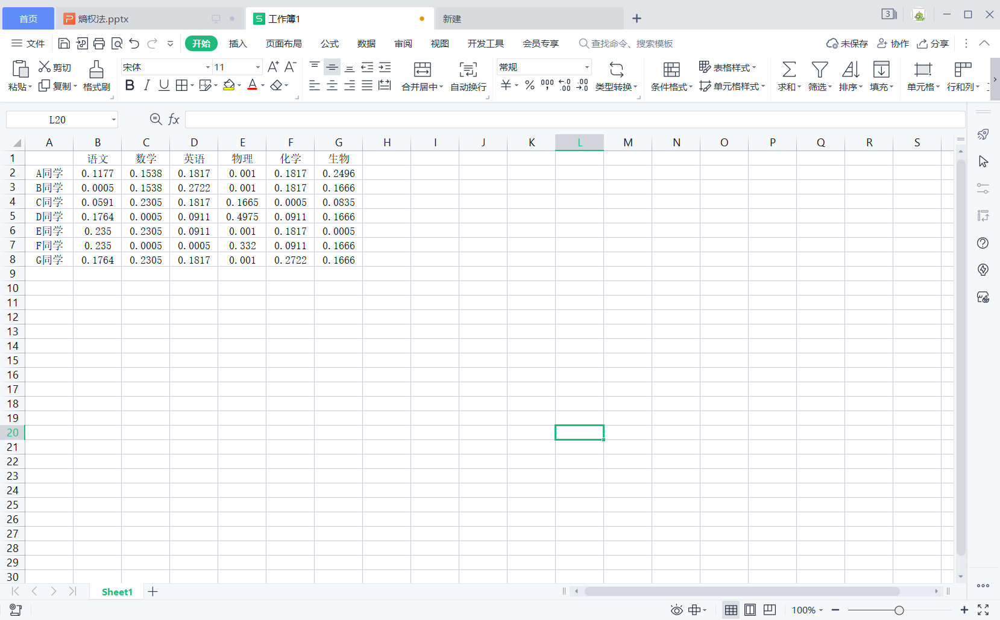 首页 熵权法.pptx 工作簿1 新建 3
文件 开始 插入 页面布局 公式 数据 审阅 视图 开发工具 会员专享 查找命令、搜索模板 未保存 协作 分享
剪切 宋体 11 A+ A- 常规 表格样式
粘贴 复制 格式刷 B I U A 合并居中 自动换行 ¥ % 000 .00 .00 类型转换 条件格式 单元格样式 求和 筛选 排序 填充 单元格 行和列
L20 fx
A B C D E F G H I J K L M N O P Q R S
1 语文 数学 英语 物理 化学 生物
2 A同学 0.1177 0.1538 0.1817 0.001 0.1817 0.2496
3 B同学 0.0005 0.1538 0.2722 0.001 0.1817 0.1666
4 C同学 0.0591 0.2305 0.1817 0.1665 0.0005 0.0835
5 D同学 0.1764 0.0005 0.0911 0.4975 0.0911 0.1666
6 E同学 0.235 0.2305 0.0911 0.001 0.1817 0.0005
7 F同学 0.235 0.0005 0.0005 0.332 0.0911 0.1666
8 G同学 0.1764 0.2305 0.1817 0.001 0.2722 0.1666
9
10
11
12
13
14
15
16
17
18
19
20
21
22
23
24
25
26
27
28
29
30
Sheet1
100%